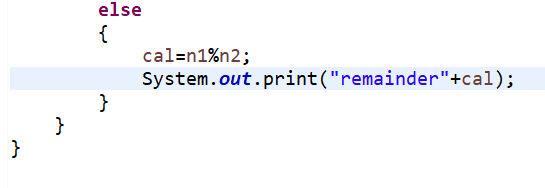 else
{
cal=n1%n2;
System.out.print("remainder"+cal);
}
}
}